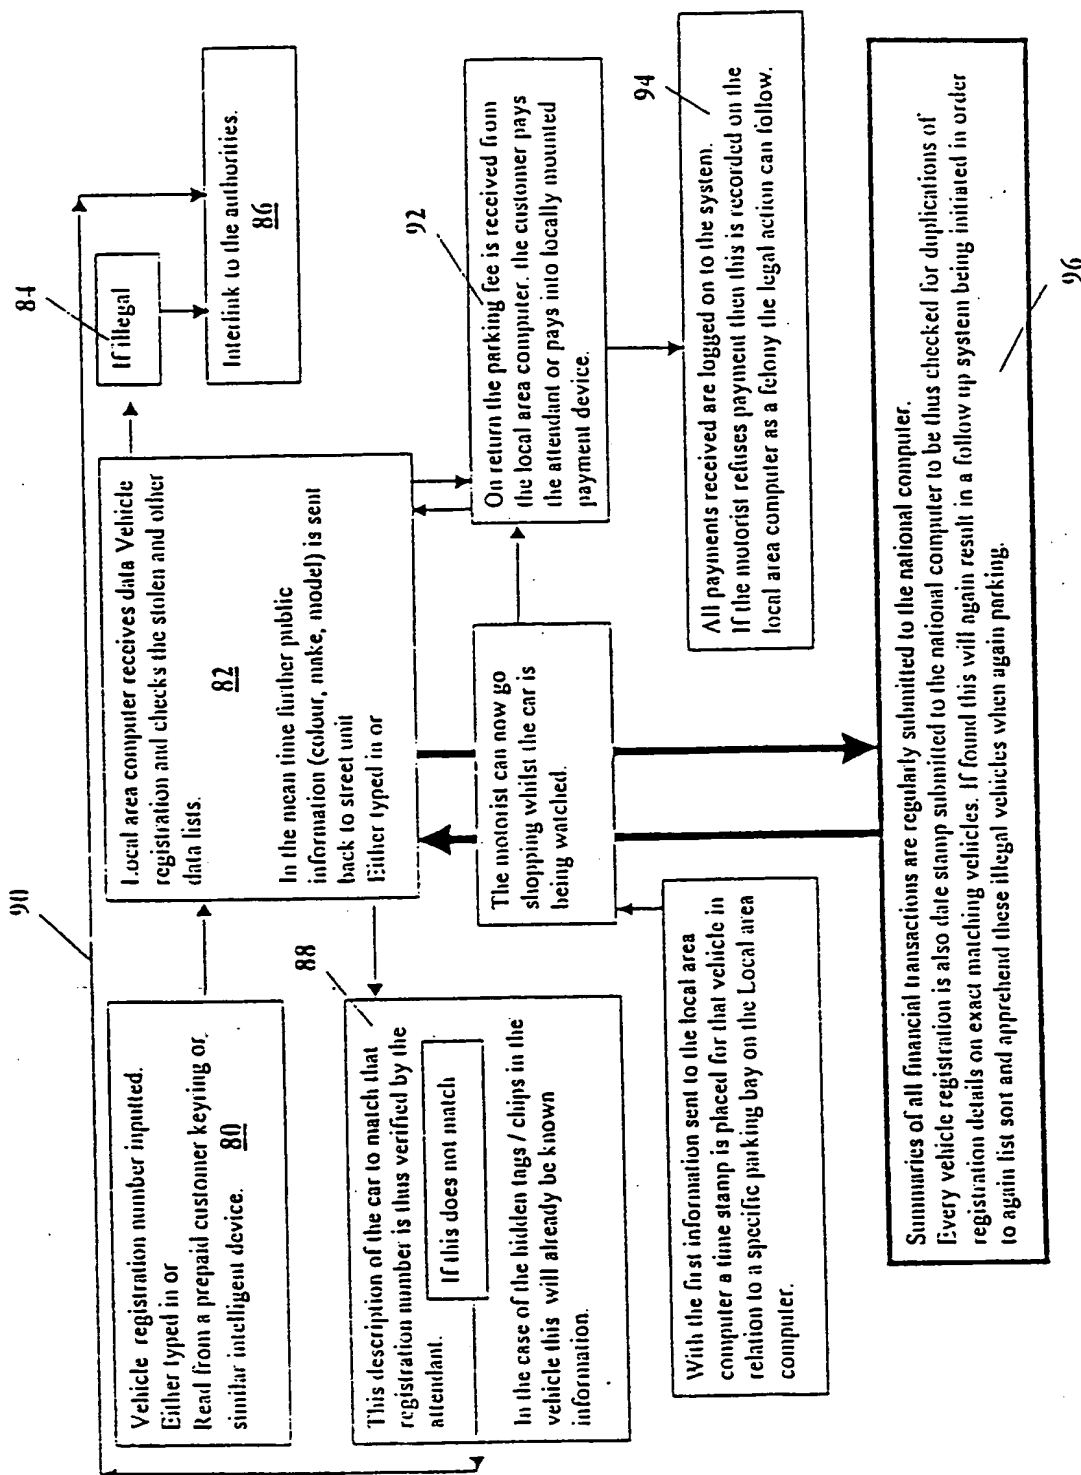 90
84
Vehicle registration number inputted.
Either typed in or
Read from a prepaid customer keyring or
similar intelligent device.
80
Local area computer receives data Vehicle
registration and checks the stolen and other
data lists.
82
In the mean time further public
information (colour, make, model) is sent
back to street unit
Either typed in or
If illegal
Interlink to the authorities.
86
88
This description of the car to match that
registration number is thus verified by the
attendant.
If this does not match
In the case of the hidden tags / chips in the
vehicle this will already be known
information.
The motorist can now go
shopping whilst the car is
being watched.
92
On return the parking fee is received from
the local area computer. the customer pays
the attendant or pays into locally mounted
payment device.
With the first information sent to the local area
computer a time stamp is placed for that vehicle in
relation to a specific parking bay on the Local area
computer.
94
All payments received are logged on to the system.
If the motorist refuses payment then this is recorded on the
local area computer as a felony the legal action can follow.
Summaries of all financial transactions are regularly submitted to the national computer.
Every vehicle registration is also date stamp submitted to the national computer to be thus checked for duplications of
registration details on exact matching vehicles. If found this will again result in a follow up system being initiated in order
to again list sort and apprehend these illegal vehicles when again parking.
96